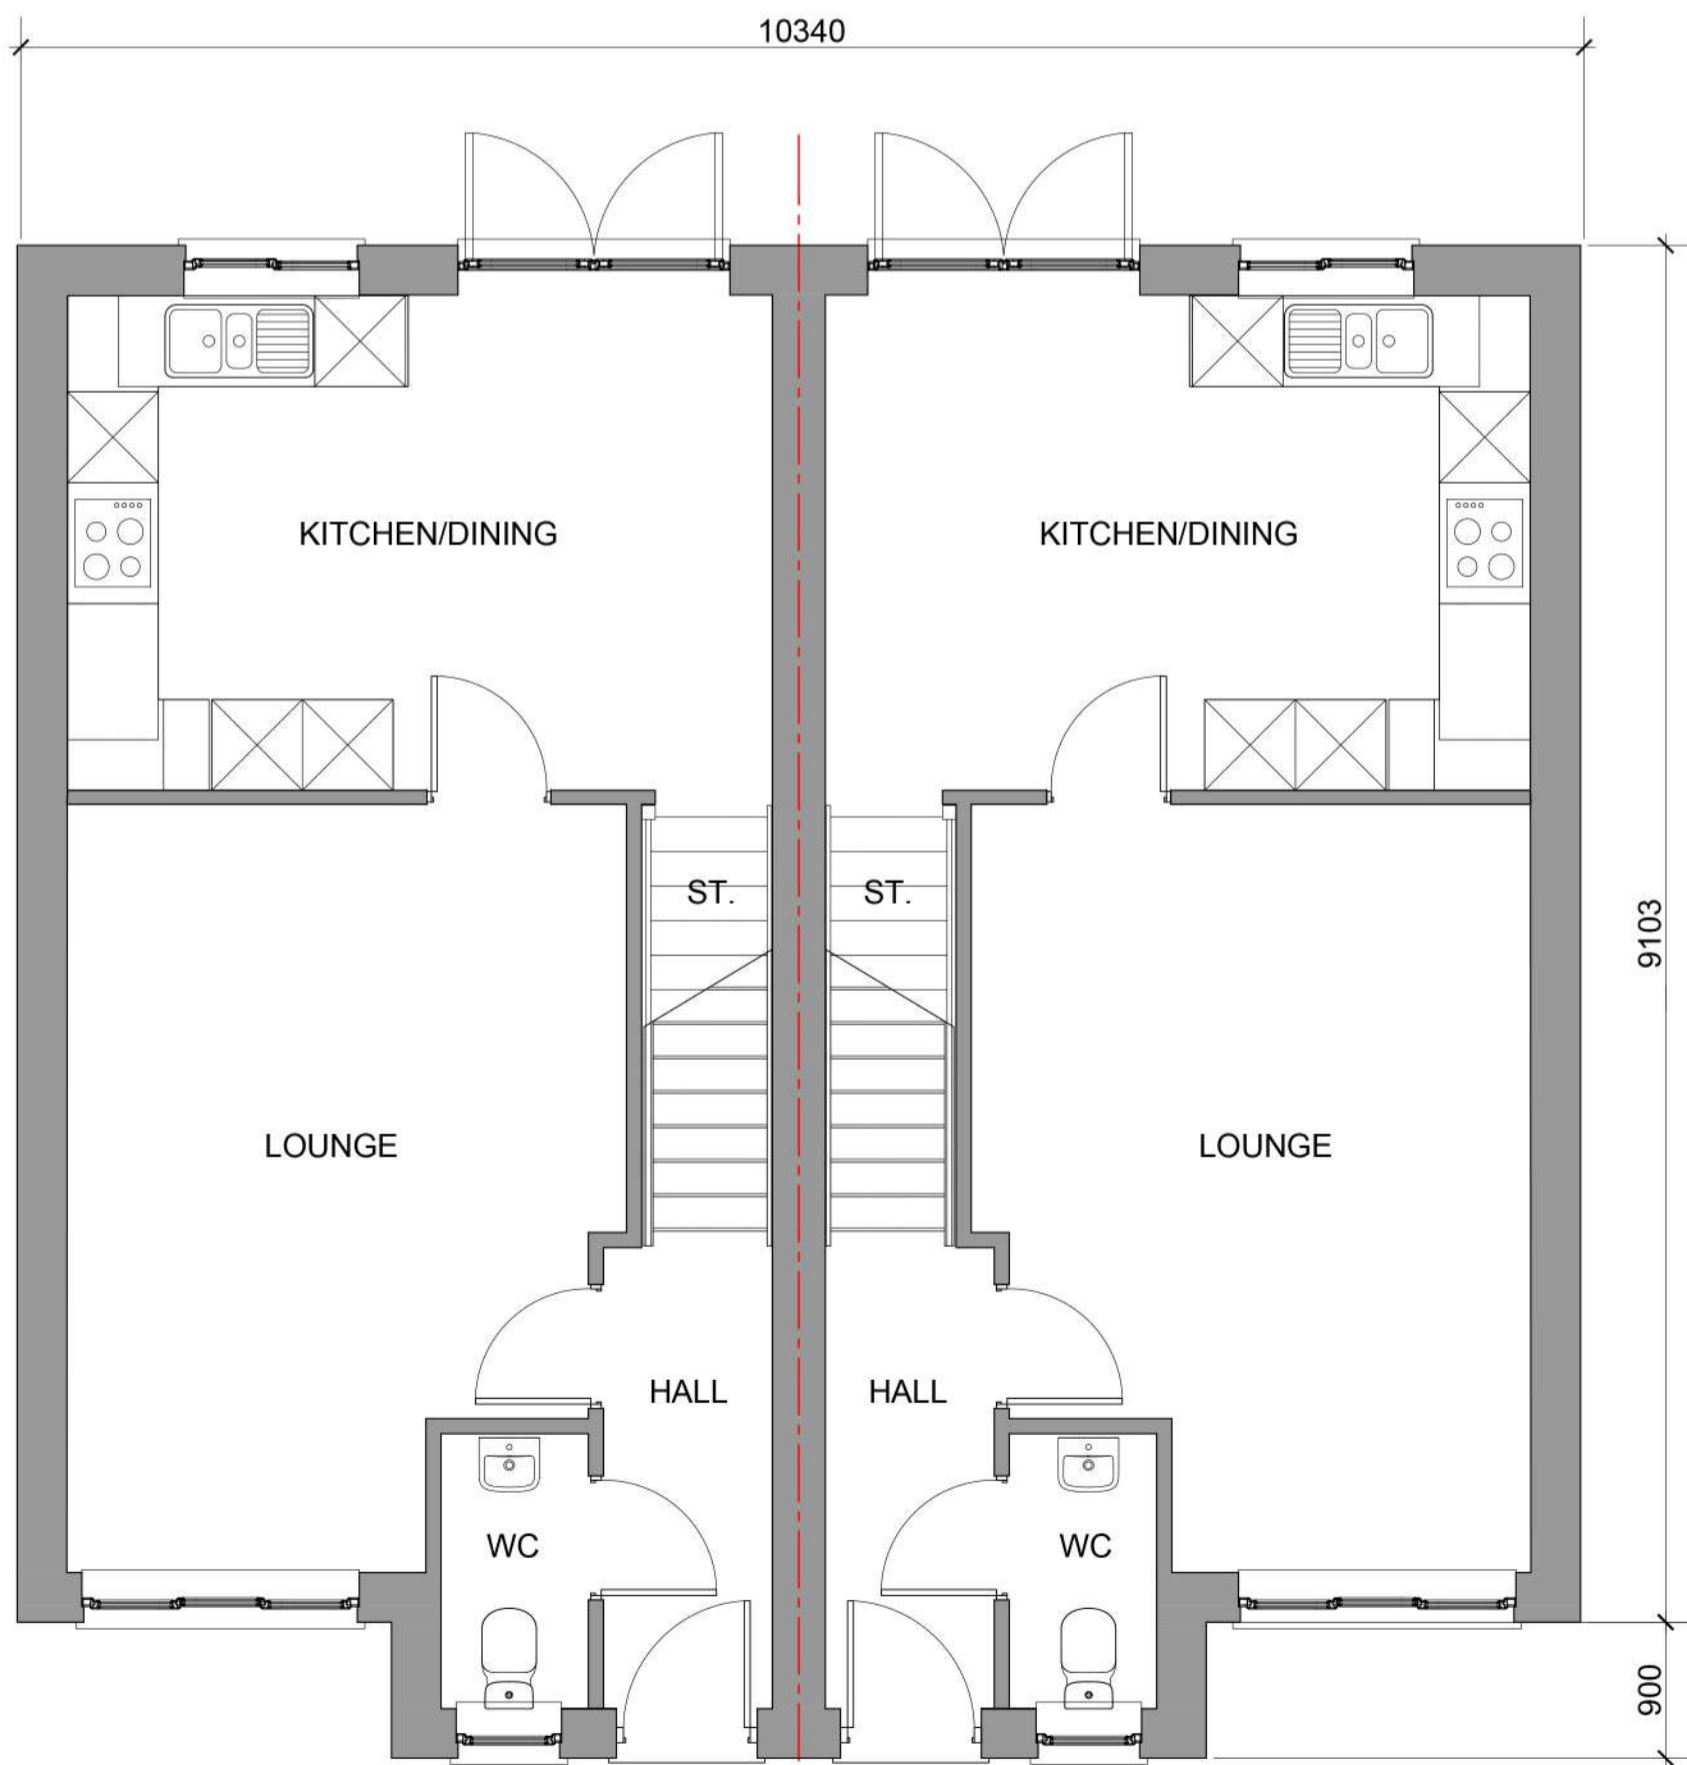 10340
KITCHEN/DINING
KITCHEN/DINING
ST.
ST.
9103
LOUNGE
LOUNGE
HALL
HALL
WC
WC
900